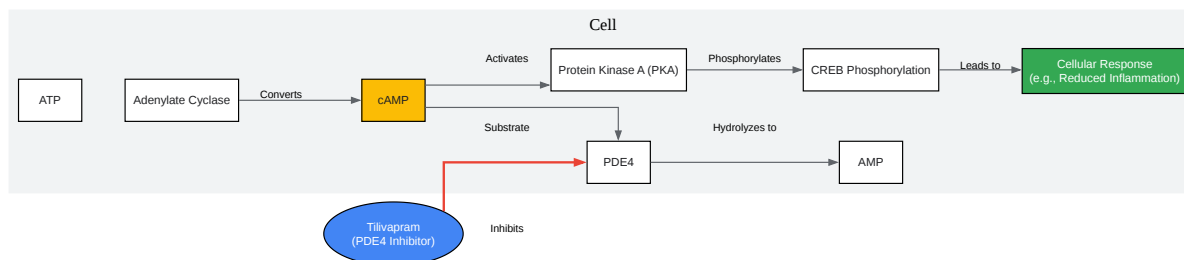 Cell
ATP
Adenylate Cyclase
Converts
cAMP
Activates
Protein Kinase A (PKA)
Phosphorylates
CREB Phosphorylation
Leads to
Cellular Response
(e.g., Reduced Inflammation)
Substrate
PDE4
Hydrolyzes to
AMP
Tilivapram
(PDE4 Inhibitor)
Inhibits